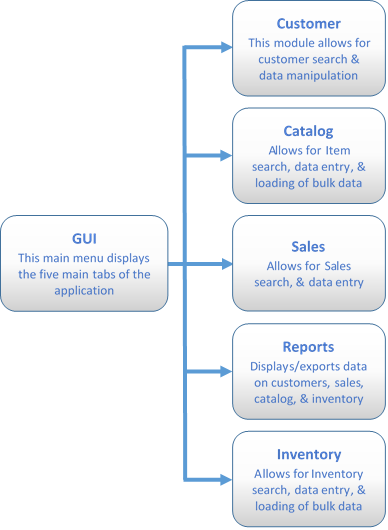 Customer
This module allows for
customer search &
data manipulation
Catalog
Allows for Item
search, data entry, &
loading of bulk data
GUI
This main menu displays
the five main tabs of the
application
Sales
Allows for Sales
search, & data entry
Reports
Displays/exports data
on customers, sales,
catalog, & inventory
Inventory
Allows for Inventory
search, data entry, &
loading of bulk data